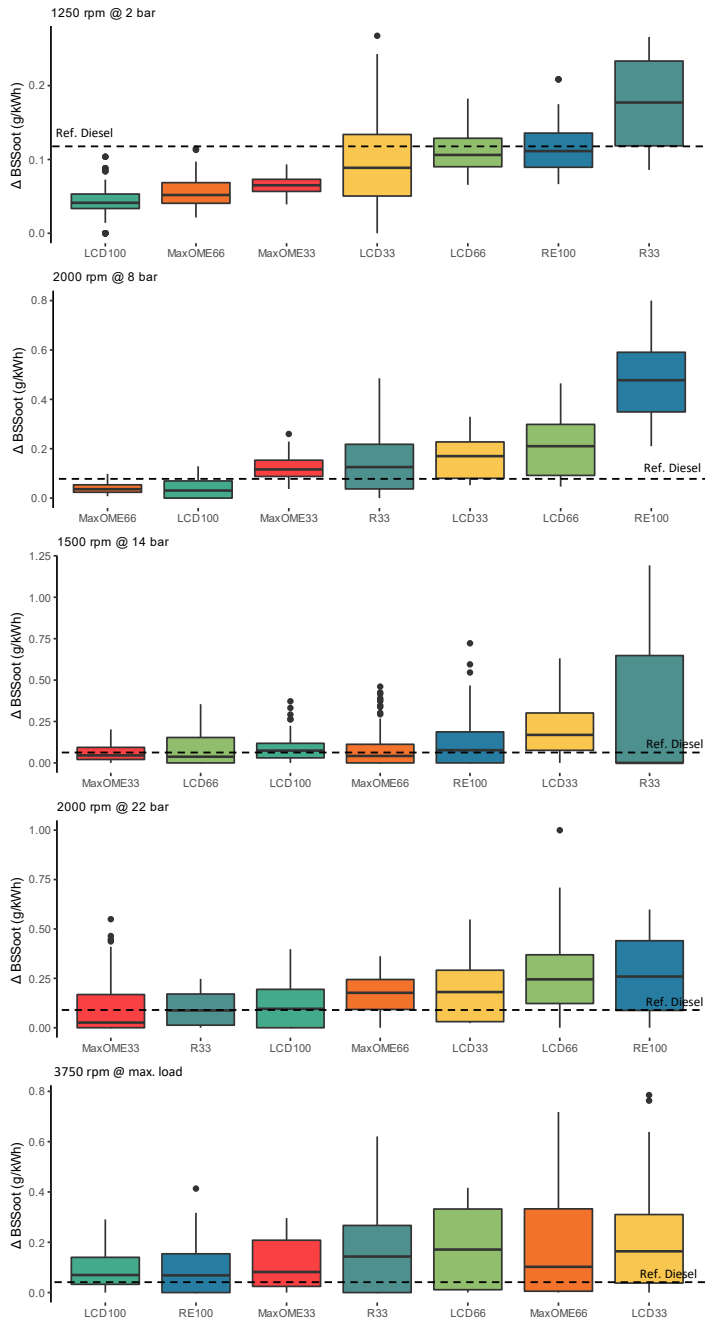 1250 rpm @ 2 bar
Δ BSSoot (g/kWh)
0.2
0.1
0.0
Ref. Diesel
LCD100 MaxOME66 MaxOME33 LCD33 LCD66 RE100 R33
2000 rpm @ 8 bar
Δ BSSoot (g/kWh)
0.8
0.6
0.4
0.2
0.0
Ref. Diesel
MaxOME66 LCD100 MaxOME33 R33 LCD33 LCD66 RE100
1500 rpm @ 14 bar
Δ BSSoot (g/kWh)
1.25
1.00
0.75
0.50
0.25
0.00
Ref. Diesel
MaxOME33 LCD66 LCD100 MaxOME66 RE100 LCD33 R33
2000 rpm @ 22 bar
Δ BSSoot (g/kWh)
1.00
0.75
0.50
0.25
0.00
Ref. Diesel
MaxOME33 R33 LCD100 MaxOME66 LCD33 LCD66 RE100
3750 rpm @ max. load
Δ BSSoot (g/kWh)
0.8
0.6
0.4
0.2
0.0
Ref. Diesel
LCD100 RE100 MaxOME33 R33 LCD66 MaxOME66 LCD33